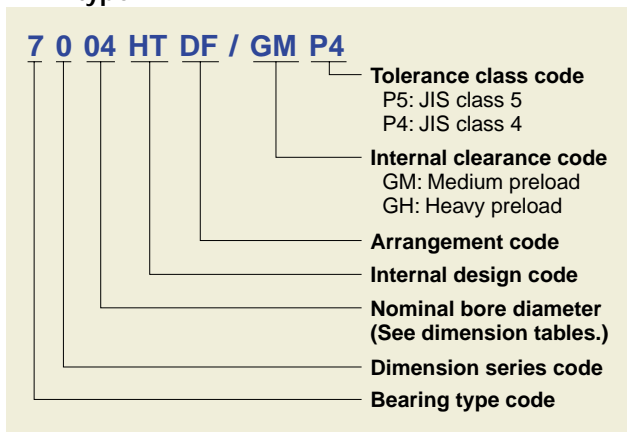 type
7 0 04 HT DF / GM P4
Tolerance class code
P5: JIS class 5
P4: JIS class 4
Internal clearance code
GM: Medium preload
GH: Heavy preload
Arrangement code
Internal design code
Nominal bore diameter
(See dimension tables.)
Dimension series code
Bearing type code